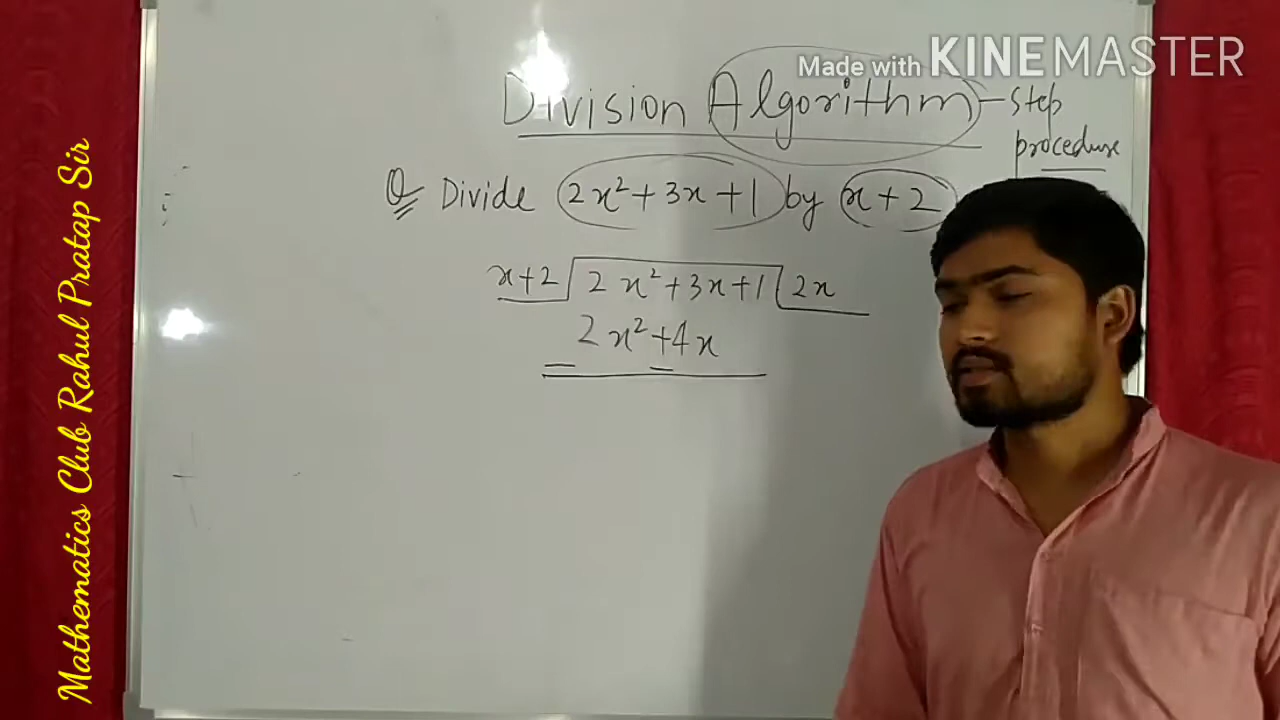 Made with KINEMASTER
Division Algorithm - Step
procedure
Q Divide 2x² + 3x + 1 by x + 2
x+2 2x² +3x+1 2x
2x² +4x
Mathematics Club Rahul Pratap Sir